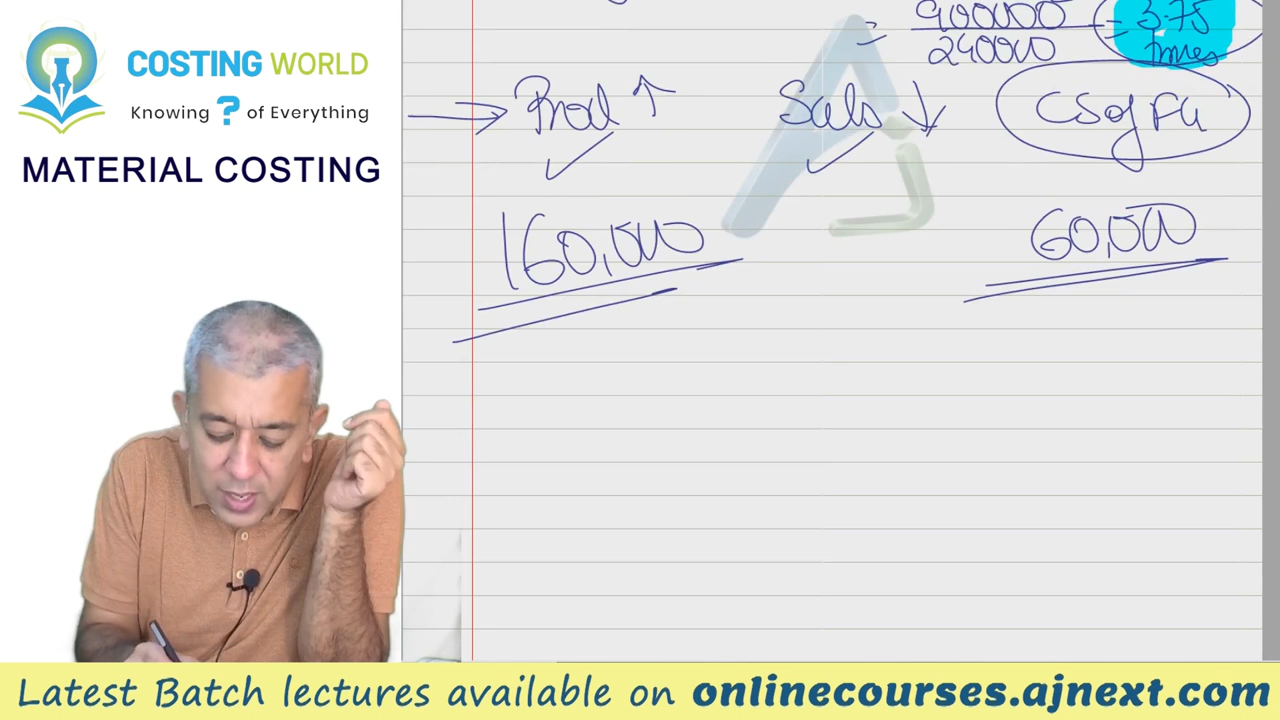 COSTING WORLD
Knowing ? of Everything
MATERIAL COSTING
= 900000 / 240000 = 3.75 times
→ Prod ↑ Sales ↓ CS of FG
160,000 60,000
Latest Batch lectures available on onlinecourses.ajnext.com